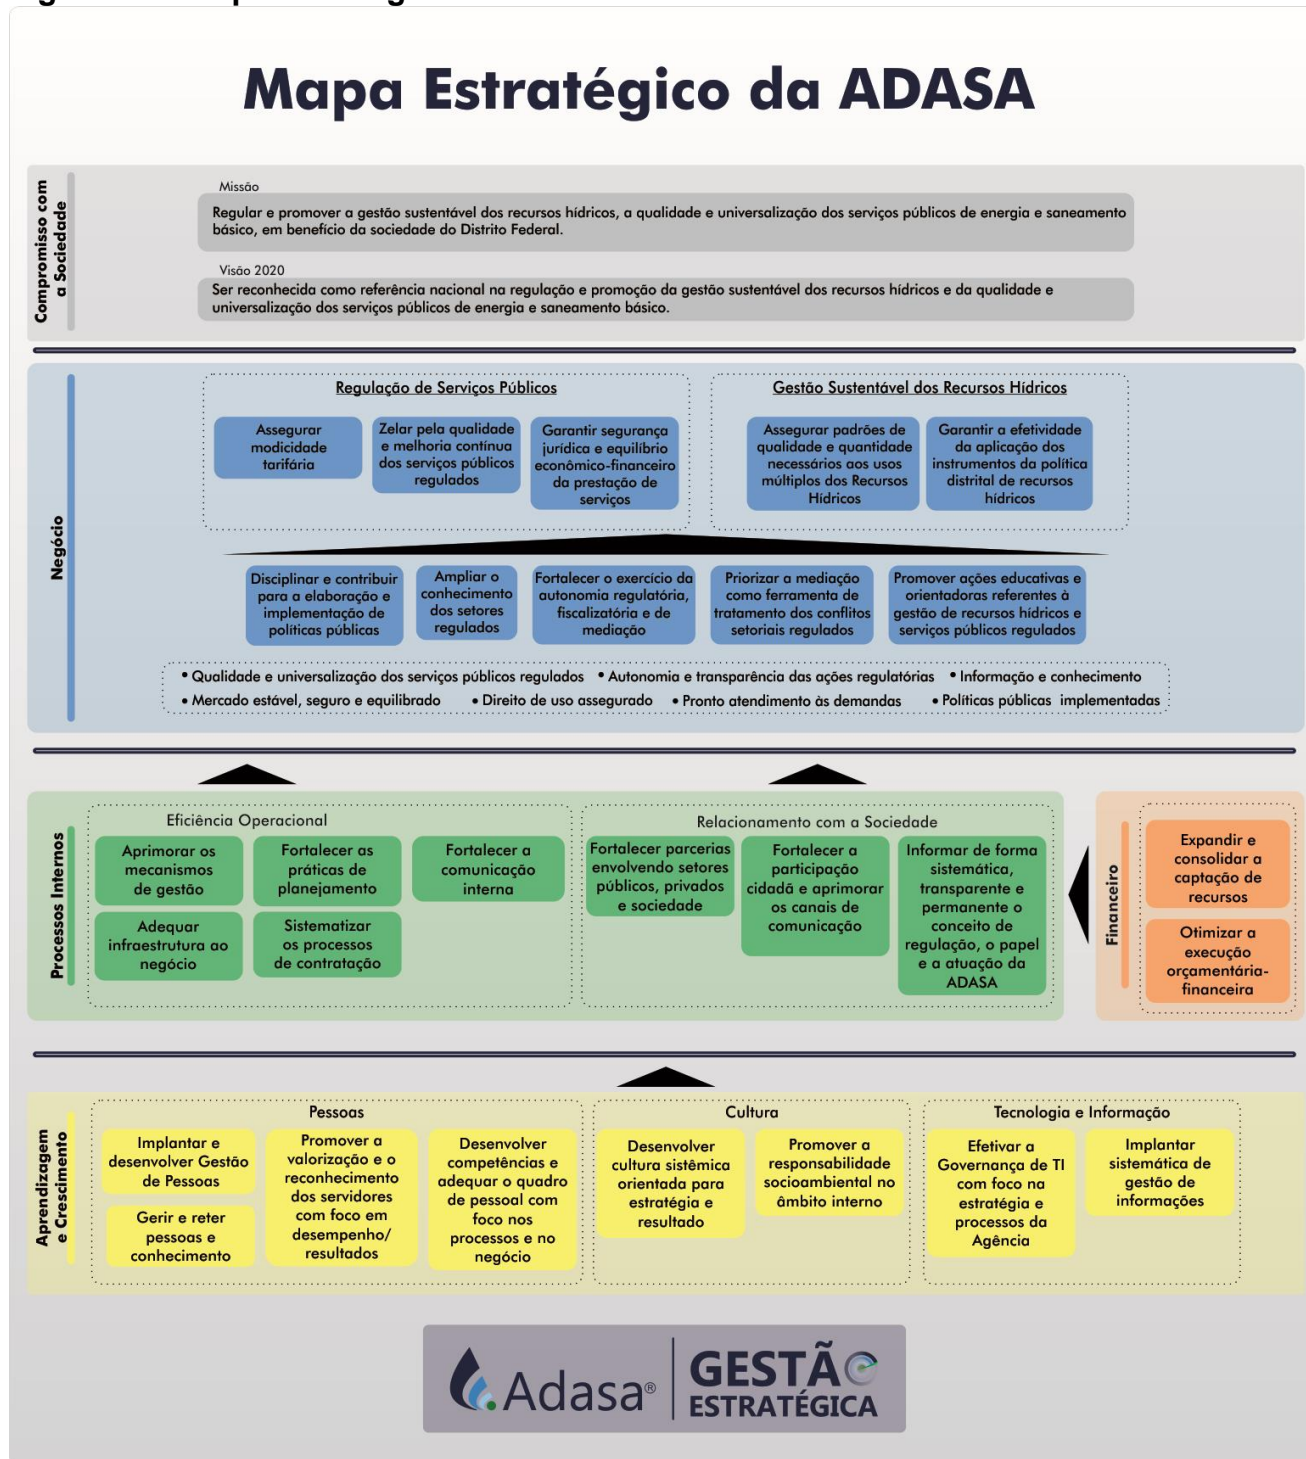 Mapa Estratégico da ADASA
Compromisso com
a Sociedade
Missão
Regular e promover a gestão sustentável dos recursos hídricos, a qualidade e universalização dos serviços públicos de energia e saneamento
básico, em benefício da sociedade do Distrito Federal.
Visão 2020
Ser reconhecida como referência nacional na regulação e promoção da gestão sustentável dos recursos hídricos e da qualidade e
universalização dos serviços públicos de energia e saneamento básico.
Negócio
Regulação de Serviços Públicos
Assegurar
modicidade
tarifária
Zelar pela qualidade
e melhoria contínua
dos serviços públicos
regulados
Garantir segurança
jurídica e equilíbrio
econômico-financeiro
da prestação de
serviços
Gestão Sustentável dos Recursos Hídricos
Assegurar padrões de
qualidade e quantidade
necessários aos usos
múltiplos dos Recursos
Hídricos
Garantir a efetividade
da aplicação dos
instrumentos da política
distrital de recursos
hídricos
Disciplinar e contribuir
para a elaboração e
implementação de
políticas públicas
Ampliar o
conhecimento
dos setores
regulados
Fortalecer o exercício da
autonomia regulatória,
fiscalizatória e de
mediação
Priorizar a mediação
como ferramenta de
tratamento dos conflitos
setoriais regulados
Promover ações educativas e
orientadoras referentes à
gestão de recursos hídricos e
serviços públicos regulados
• Qualidade e universalização dos serviços públicos regulados • Autonomia e transparência das ações regulatórias • Informação e conhecimento
• Mercado estável, seguro e equilibrado • Direito de uso assegurado • Pronto atendimento às demandas • Políticas públicas implementadas
Processos Internos
Eficiência Operacional
Aprimorar os
mecanismos
de gestão
Fortalecer as
práticas de
planejamento
Fortalecer a
comunicação
interna
Adequar
infraestrutura ao
negócio
Sistematizar
os processos
de contratação
Relacionamento com a Sociedade
Fortalecer parcerias
envolvendo setores
públicos, privados
e sociedade
Fortalecer a
participação
cidadã e aprimorar
os canais de
comunicação
Informar de forma
sistemática,
transparente e
permanente o
conceito de
regulação, o papel
e a atuação da
ADASA
Financeiro
Expandir e
consolidar a
captação de
recursos
Otimizar a
execução
orçamentária-
financeira
Aprendizagem
e Crescimento
Pessoas
Implantar e
desenvolver Gestão
de Pessoas
Gerir e reter
pessoas e
conhecimento
Promover a
valorização e o
reconhecimento
dos servidores
com foco em
desempenho/
resultados
Desenvolver
competências e
adequar o quadro
de pessoal com
foco nos
processos e no
negócio
Cultura
Desenvolver
cultura sistêmica
orientada para
estratégia e
resultado
Promover a
responsabilidade
socioambiental no
âmbito interno
Tecnologia e Informação
Efetivar a
Governança de TI
com foco na
estratégia e
processos da
Agência
Implantar
sistemática de
gestão de
informações
Adasa®
GESTÃO
ESTRATÉGICA